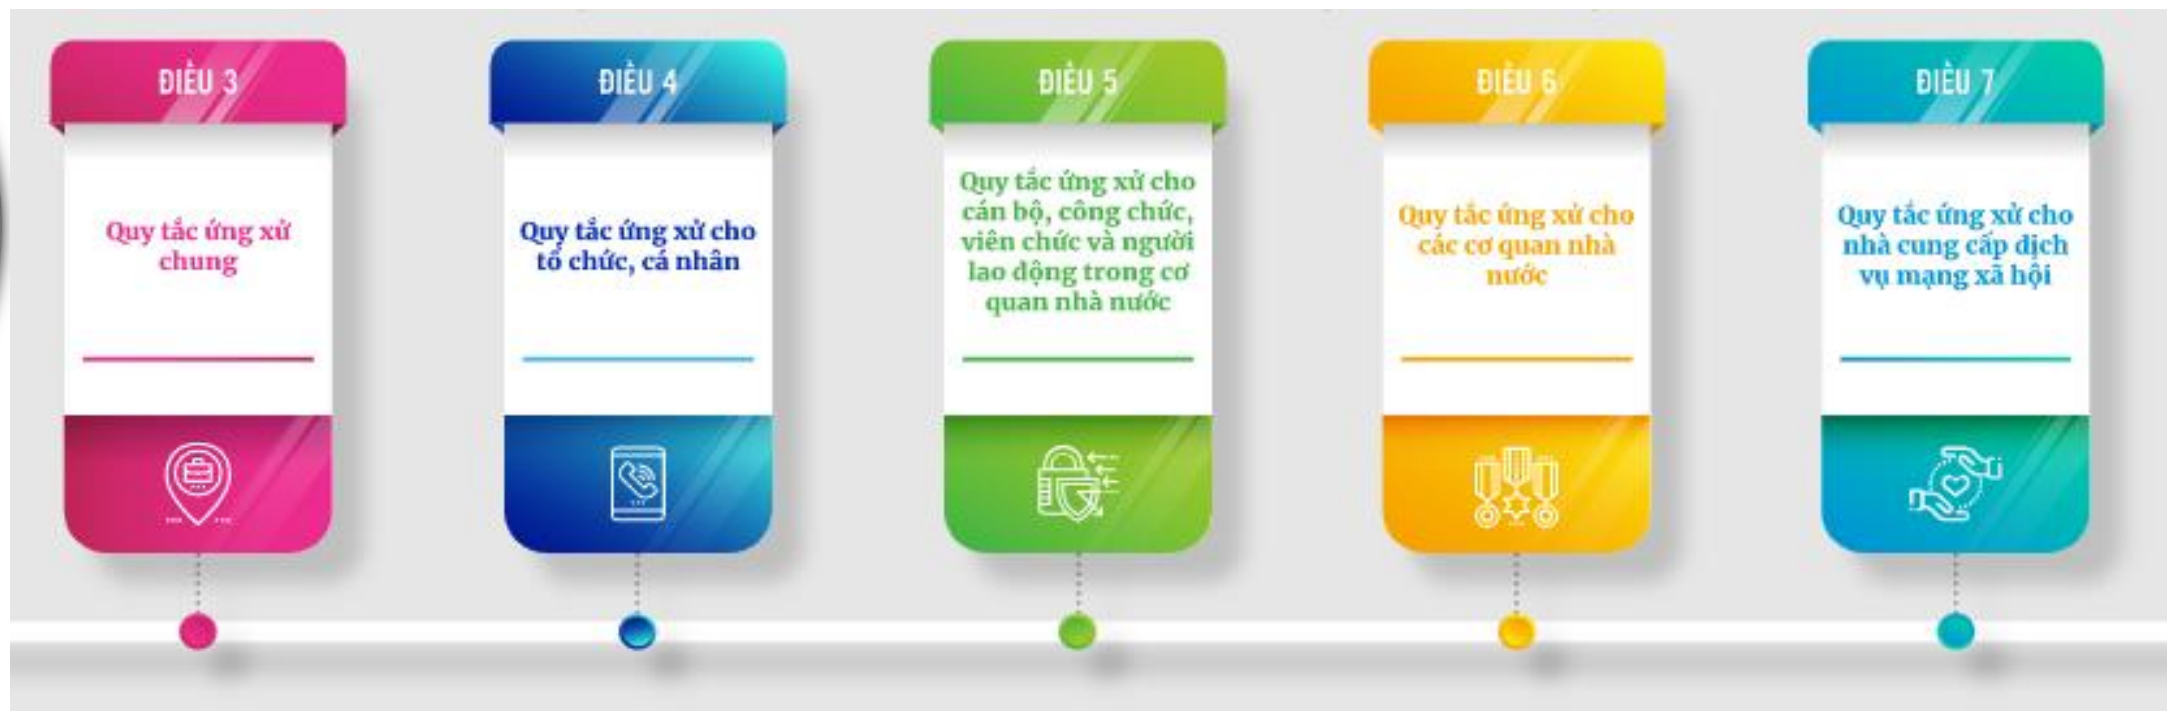 ĐIỀU 3
Quy tắc ứng xử
chung
ĐIỀU 4
Quy tắc ứng xử cho
tổ chức, cá nhân
ĐIỀU 5
Quy tắc ứng xử cho
cán bộ, công chức,
viên chức và người
lao động trong cơ
quan nhà nước
ĐIỀU 6
Quy tắc ứng xử cho
các cơ quan nhà
nước
ĐIỀU 7
Quy tắc ứng xử cho
nhà cung cấp dịch
vụ mạng xã hội